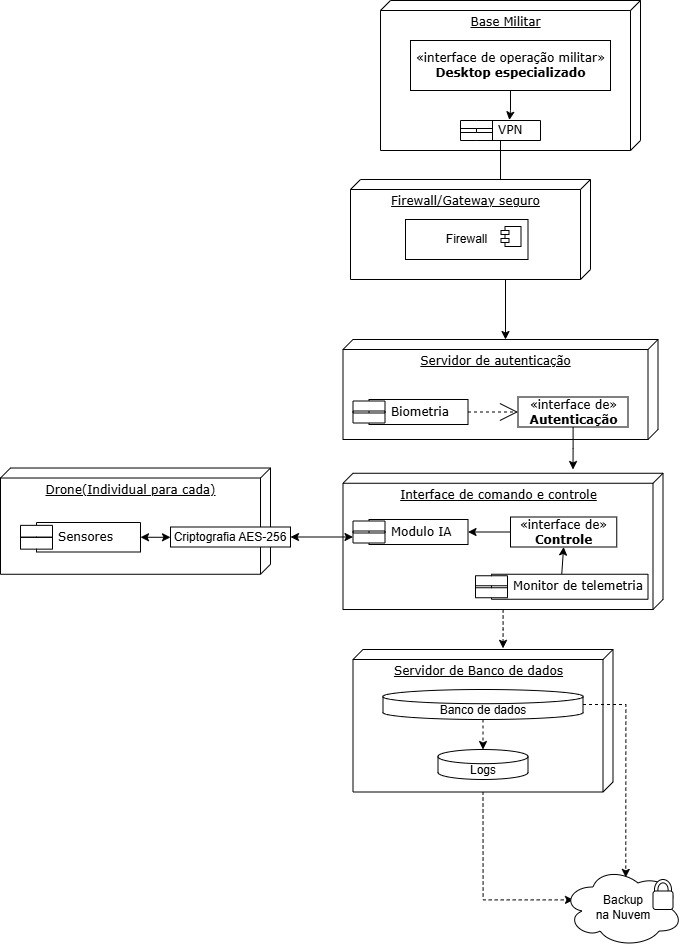 Base Militar
«interface de operação militar»
Desktop especializado
VPN
Firewall/Gateway seguro
Firewall
Servidor de autenticação
Biometria
«interface de»
Autenticação
Drone(Individual para cada)
Sensores
Criptografia AES-256
Interface de comando e controle
Modulo IA
«interface de»
Controle
Monitor de telemetria
Servidor de Banco de dados
Banco de dados
Logs
Backup
na Nuvem